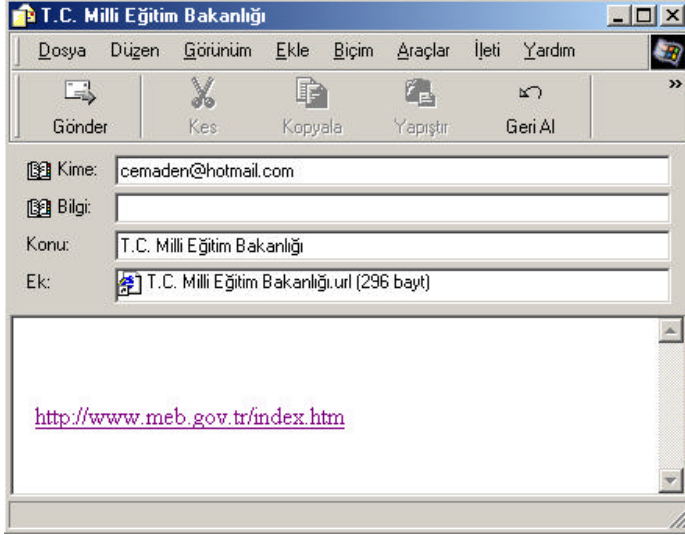 T.C. Milli Eğitim Bakanlığı
Dosya Düzen Görünüm Ekle Biçim Araçlar İleti Yardım
Gönder Kes Kopyala Yapıştır Geri Al »
Kime: cemaden@hotmail.com
Bilgi:
Konu: T.C. Milli Eğitim Bakanlığı
Ek: T.C. Milli Eğitim Bakanlığı.url (296 bayt)
http://www.meb.gov.tr/index.htm